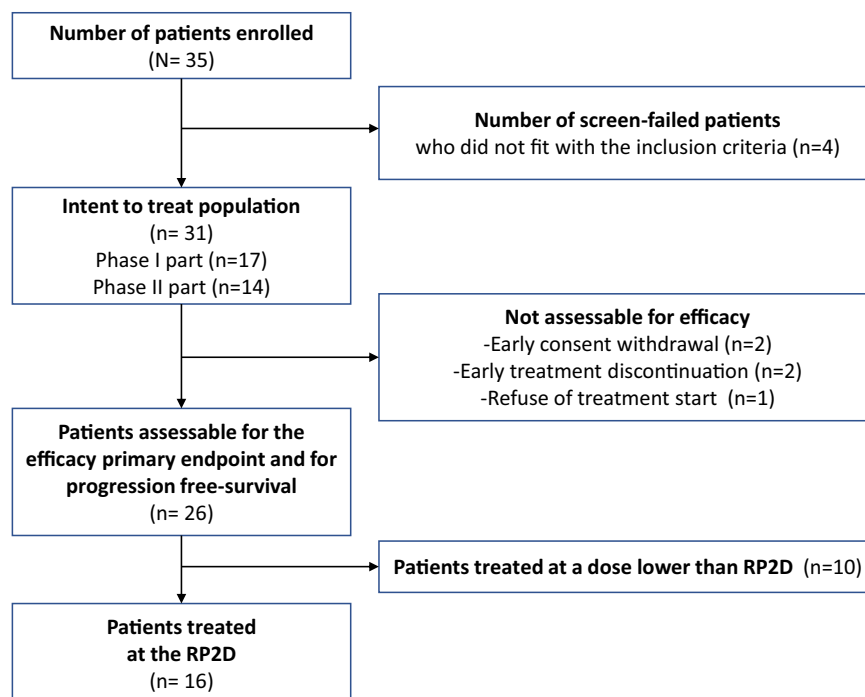 Number of patients enrolled
(N= 35)
Number of screen-failed patients
who did not fit with the inclusion criteria (n=4)
Intent to treat population
(n= 31)
Phase I part (n=17)
Phase II part (n=14)
Not assessable for efficacy
-Early consent withdrawal (n=2)
-Early treatment discontinuation (n=2)
-Refuse of treatment start (n=1)
Patients assessable for the
efficacy primary endpoint and for
progression free-survival
(n= 26)
Patients treated at a dose lower than RP2D (n=10)
Patients treated
at the RP2D
(n= 16)